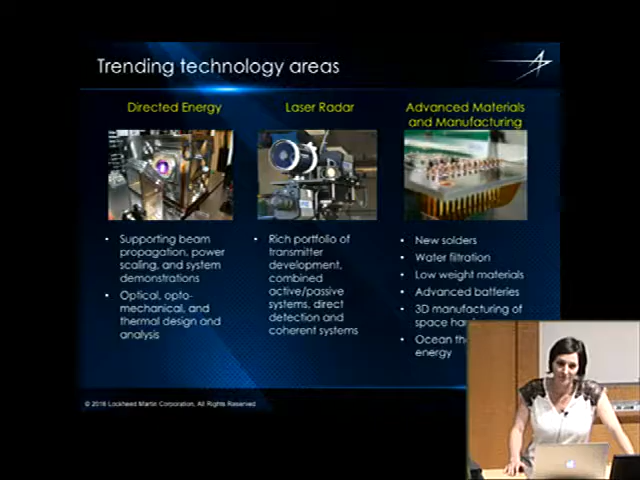 Trending technology areas
Directed Energy
• Supporting beam
propagation, power
scaling, and system
demonstrations
• Optical, opto-
mechanical, and
thermal design and
analysis
Laser Radar
• Rich portfolio of
transmitter
development,
combined
active/passive
systems, direct
detection and
coherent systems
Advanced Materials
and Manufacturing
• New solders
• Water filtration
• Low weight materials
• Advanced batteries
• 3D manufacturing of
space
• Ocean
energy
© 2016 Lockheed Martin Corporation, All Rights Reserved